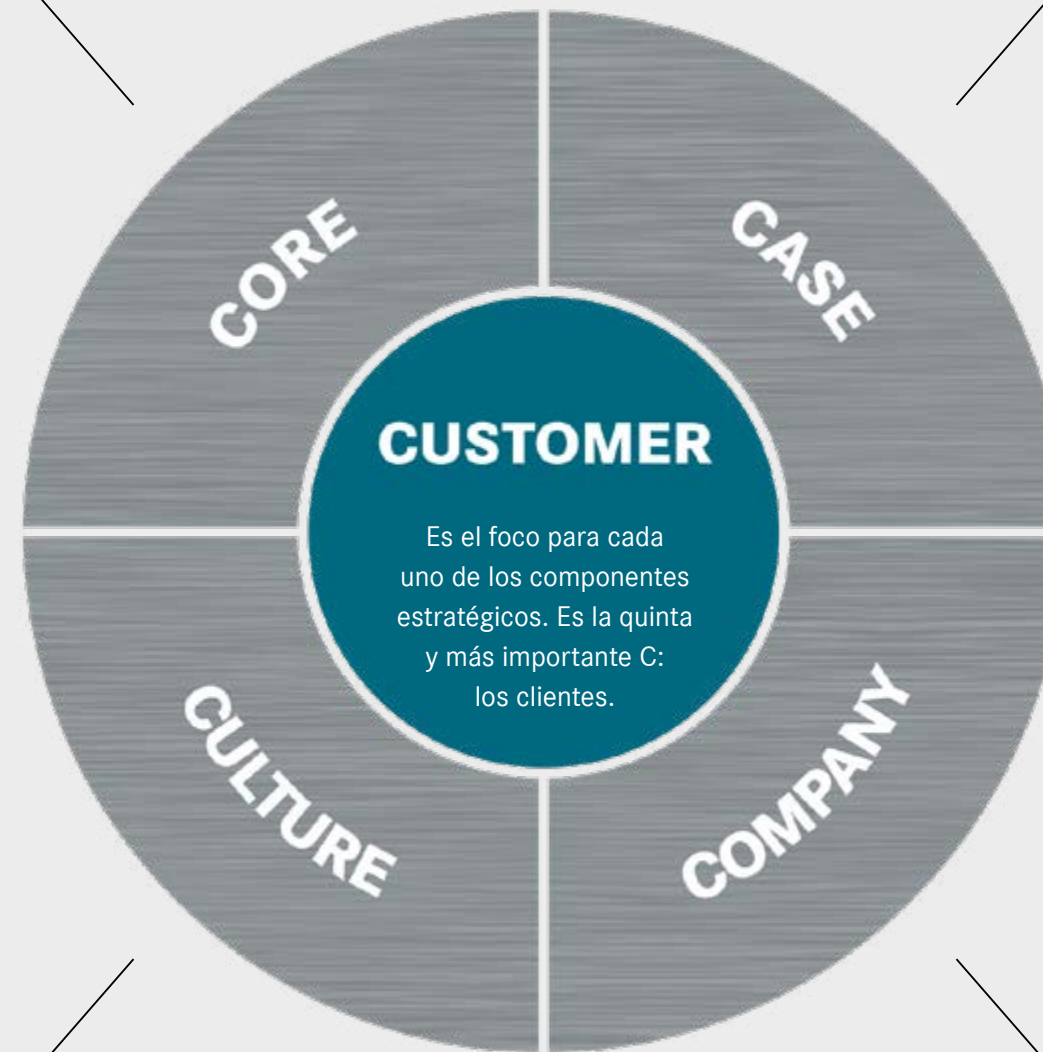 CORE
CASE
CUSTOMER
Es el foco para cada
uno de los componentes
estratégicos. Es la quinta
y más importante C:
los clientes.
CULTURE
COMPANY